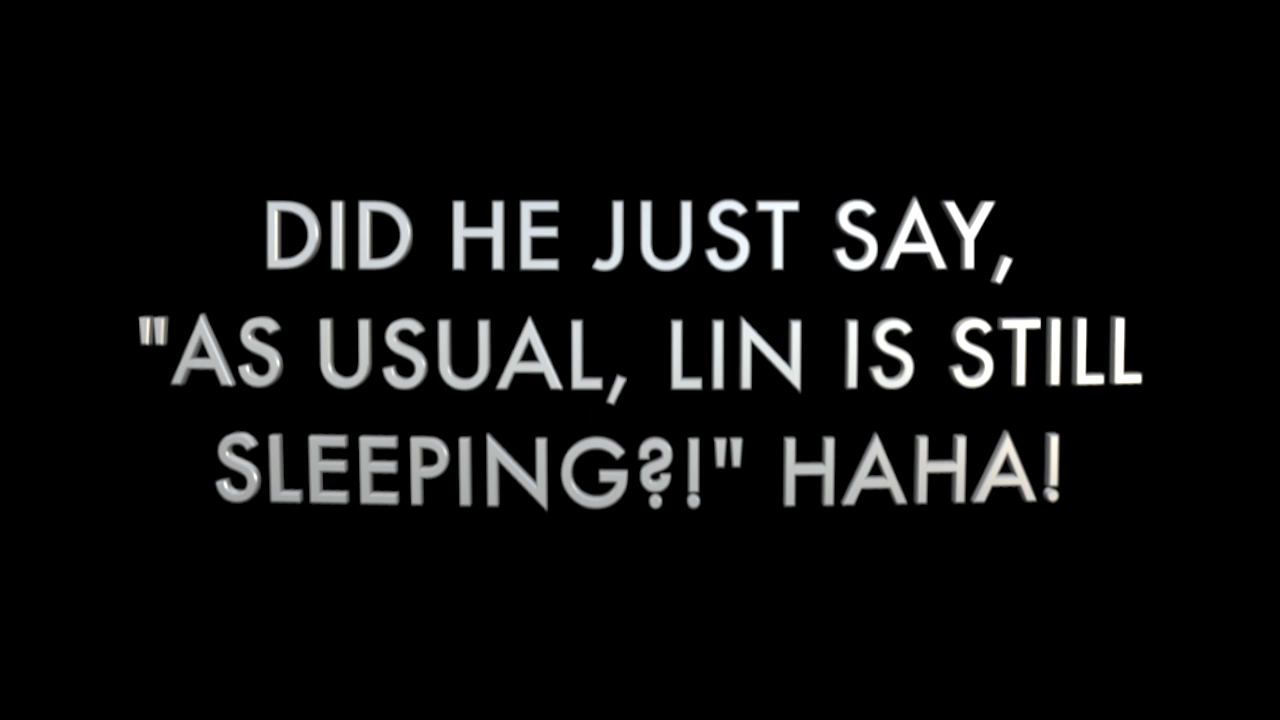 DID HE JUST SAY,
"AS USUAL, LIN IS STILL
SLEEPING?!" HAHA!